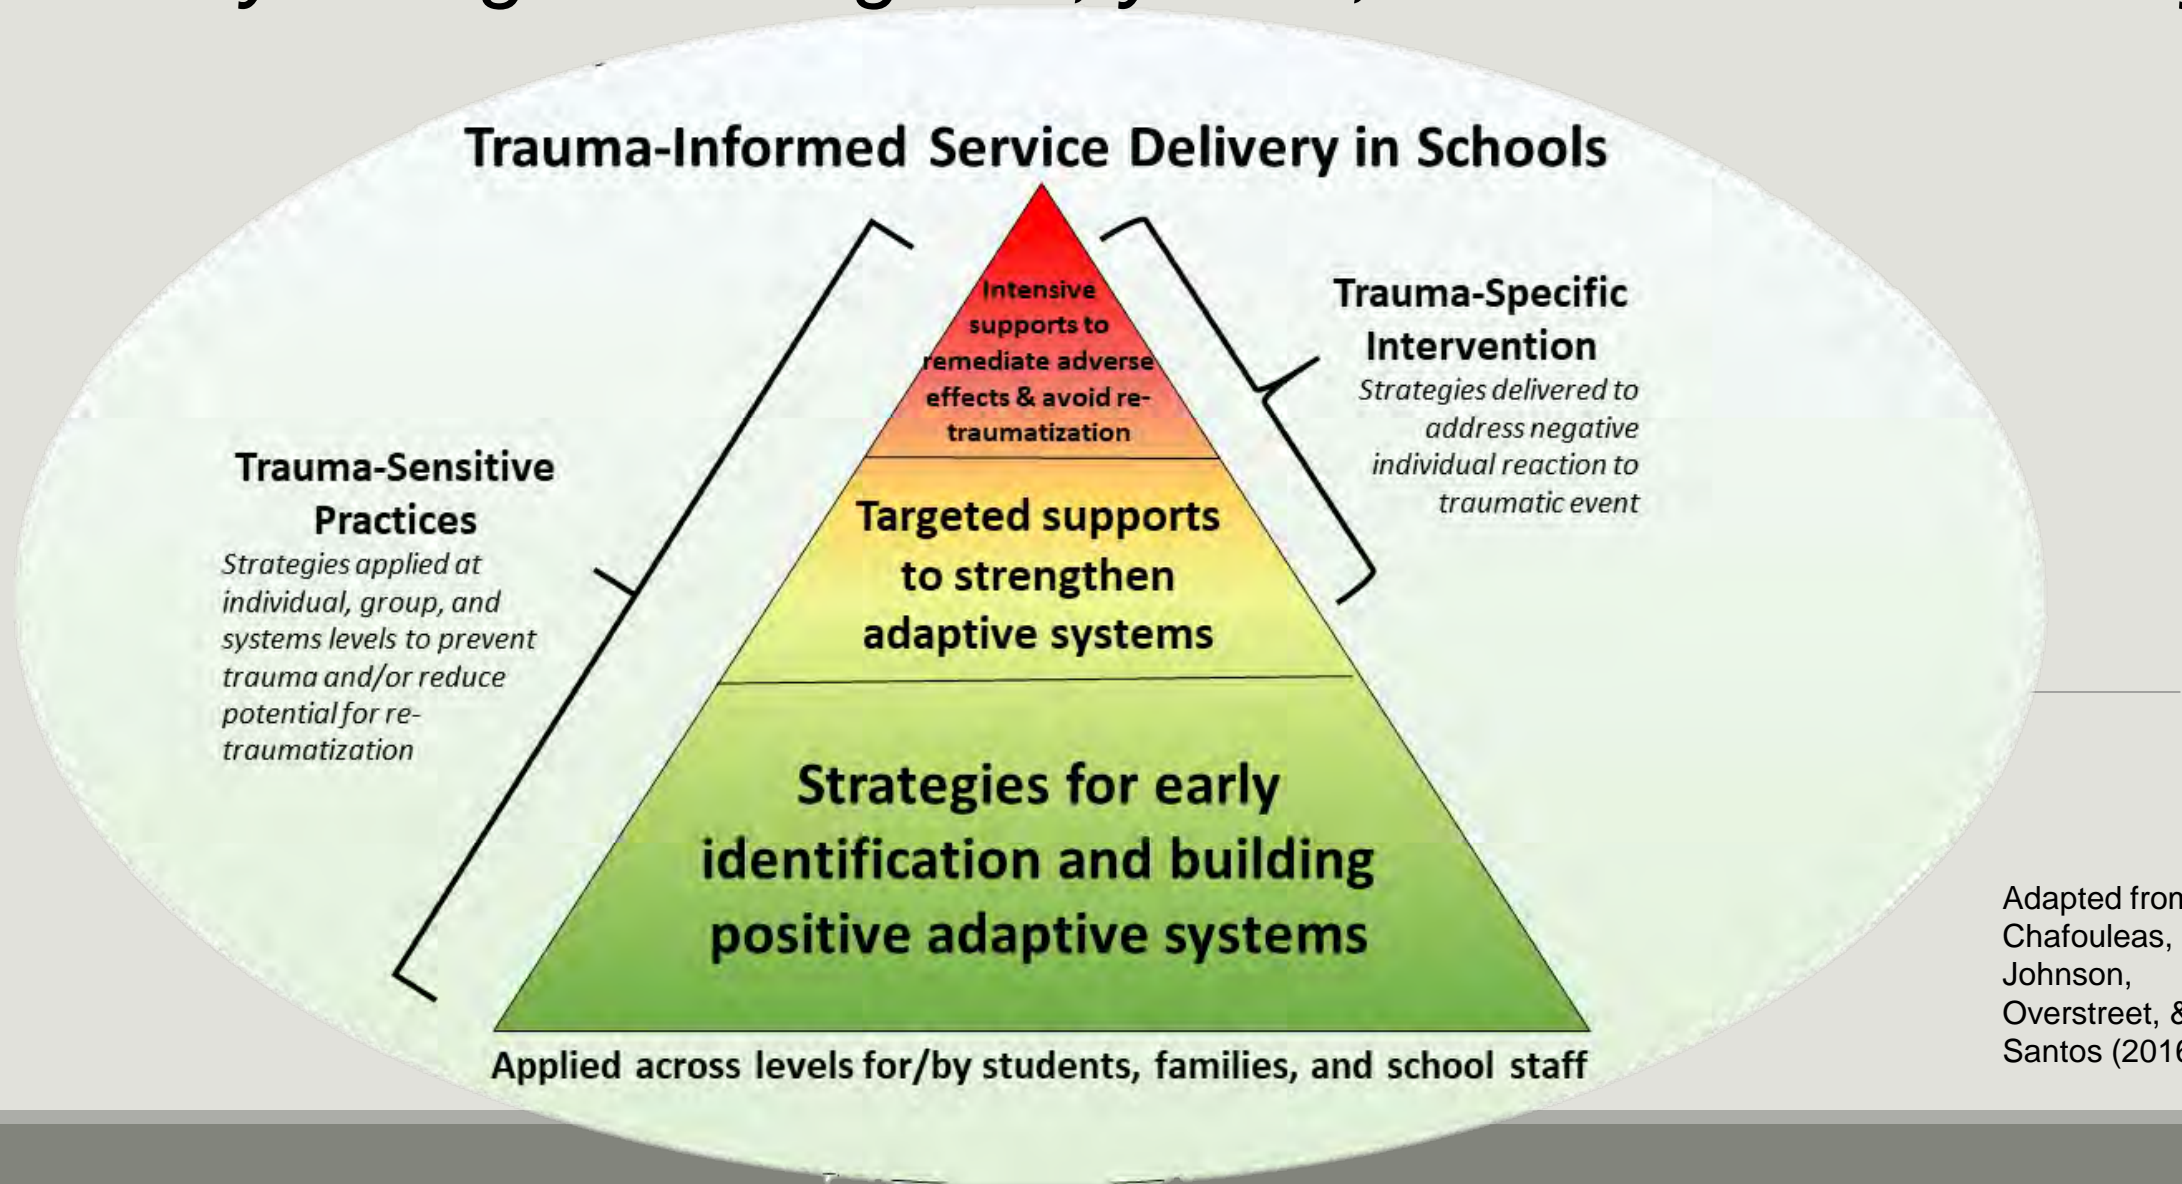 Trauma-Informed Service Delivery in Schools
Intensive
supports to
remediate adverse
effects & avoid re-
traumatization
Targeted supports
to strengthen
adaptive systems
Strategies for early
identification and building
positive adaptive systems
Trauma-Sensitive
Practices
Strategies applied at
individual, group, and
systems levels to prevent
trauma and/or reduce
potential for re-
traumatization
Trauma-Specific
Intervention
Strategies delivered to
address negative
individual reaction to
traumatic event
Applied across levels for/by students, families, and school staff
Adapted
Chafouleas,
Johnson,
Overstreet, &
Santos